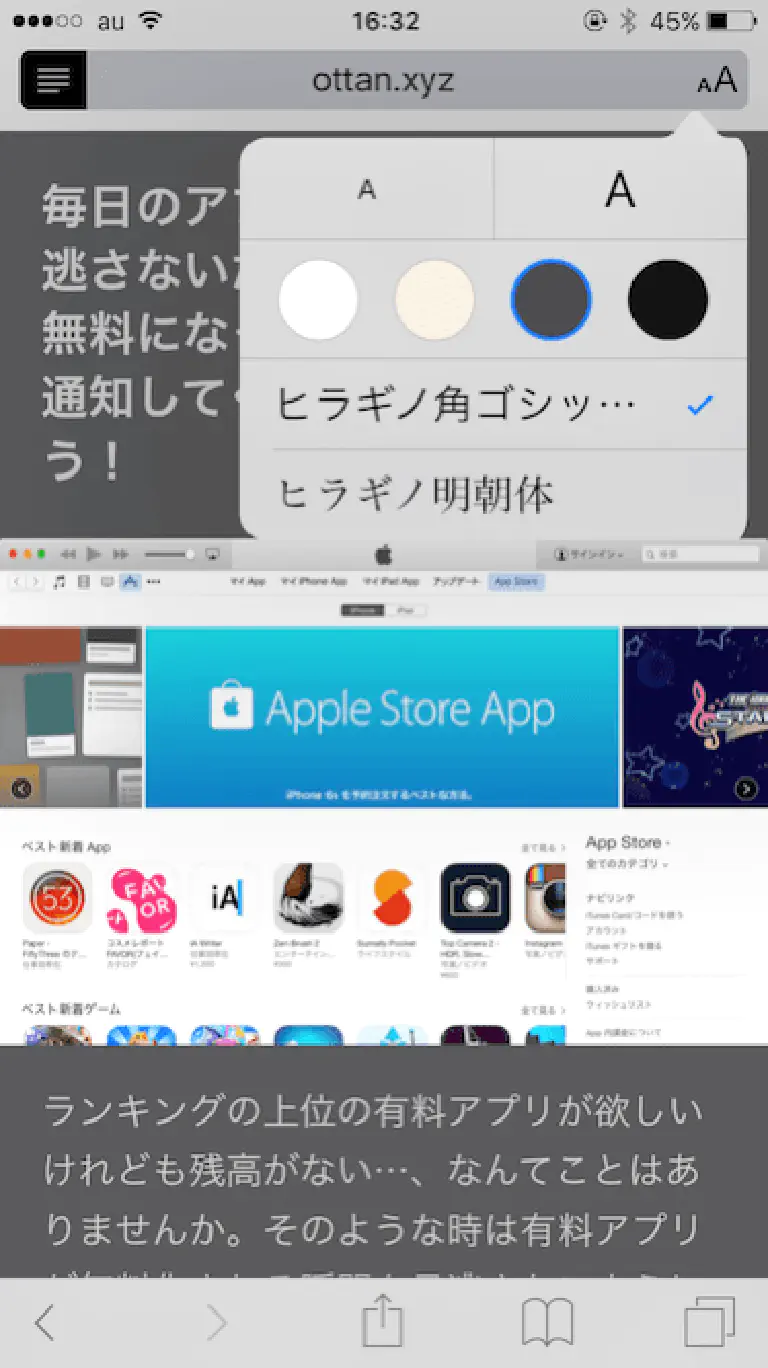 au
16:32
45%
ottan.xyz
AA
A
A
毎日のア
逃さない
無料にな
通知して
う！
ヒラギノ角ゴシッ…
ヒラギノ明朝体
サインイン
検索
マイ App
マイ iPhone App
マイ iPad App
アップデート
App Store
iPhone
iPad
Apple Store App
iPhone 6s を予約注文するベストな方法。
ベスト新着 App
全て見る >
App Store
全てのカテゴリ
ナビリンク
iTunes Card/コードを使う
アカウント
iTunes ギフトを贈る
サポート
購入済み
ウィッシュリスト
App 内課金について
53
FAVOR
iA
Paper -
FiftyThree のデ…
コスメレポート
FAVOR(フェイ…
カタログ
iA Writer
Zen Brush 2
エンターテイン…
Sumally Pocket
ライフスタイル
Top Camera 2 -
HDR, Slow…
写真／ビデオ
Instagram
写真／ビデ
ベスト新着ゲーム
全て見る >
ランキングの上位の有料アプリが欲しい
けれども残高がない…、なんてことはあ
りませんか。そのような時は有料アプリ